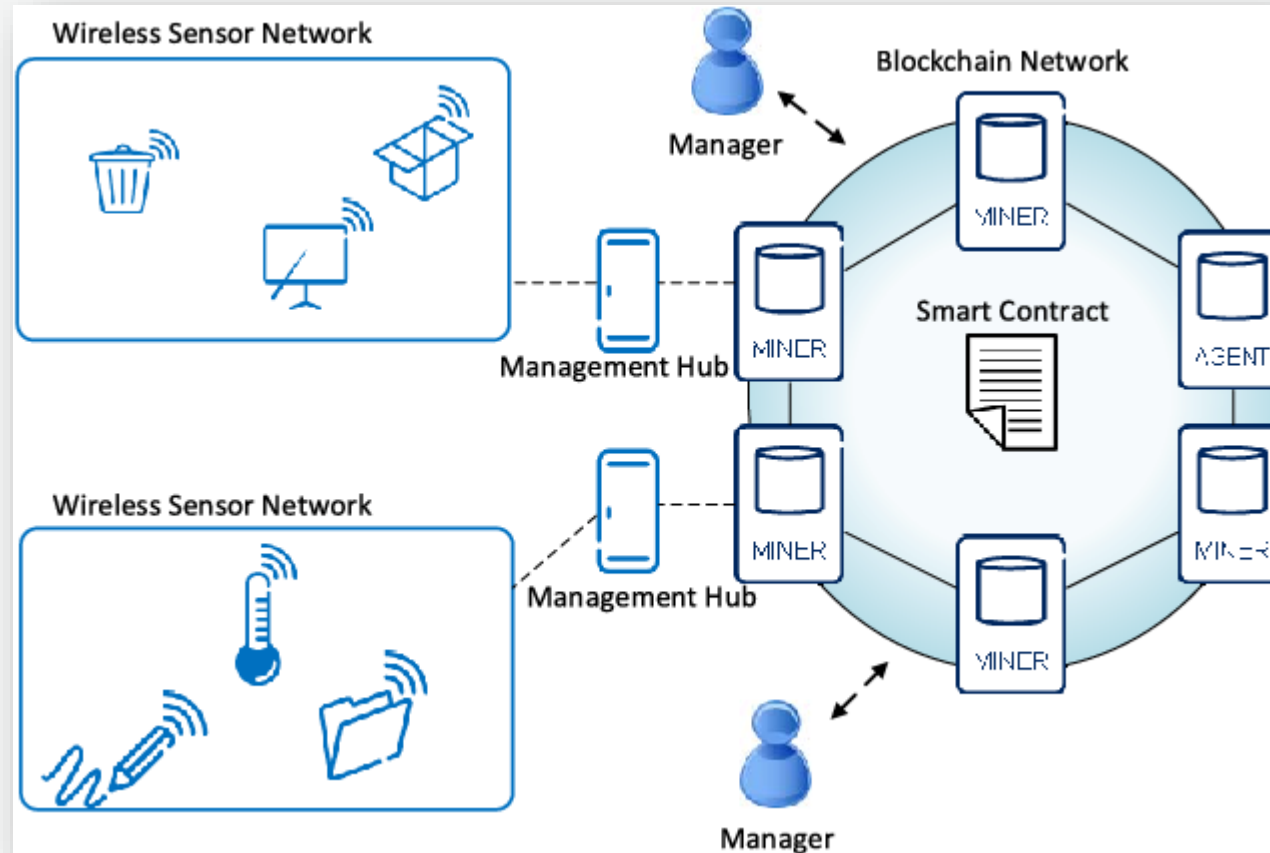 Wireless Sensor Network
Manager
Blockchain Network
MINER
MINER
AGENT
Smart Contract
Management Hub
Wireless Sensor Network
MINER
MINER
MINER
Management Hub
Manager